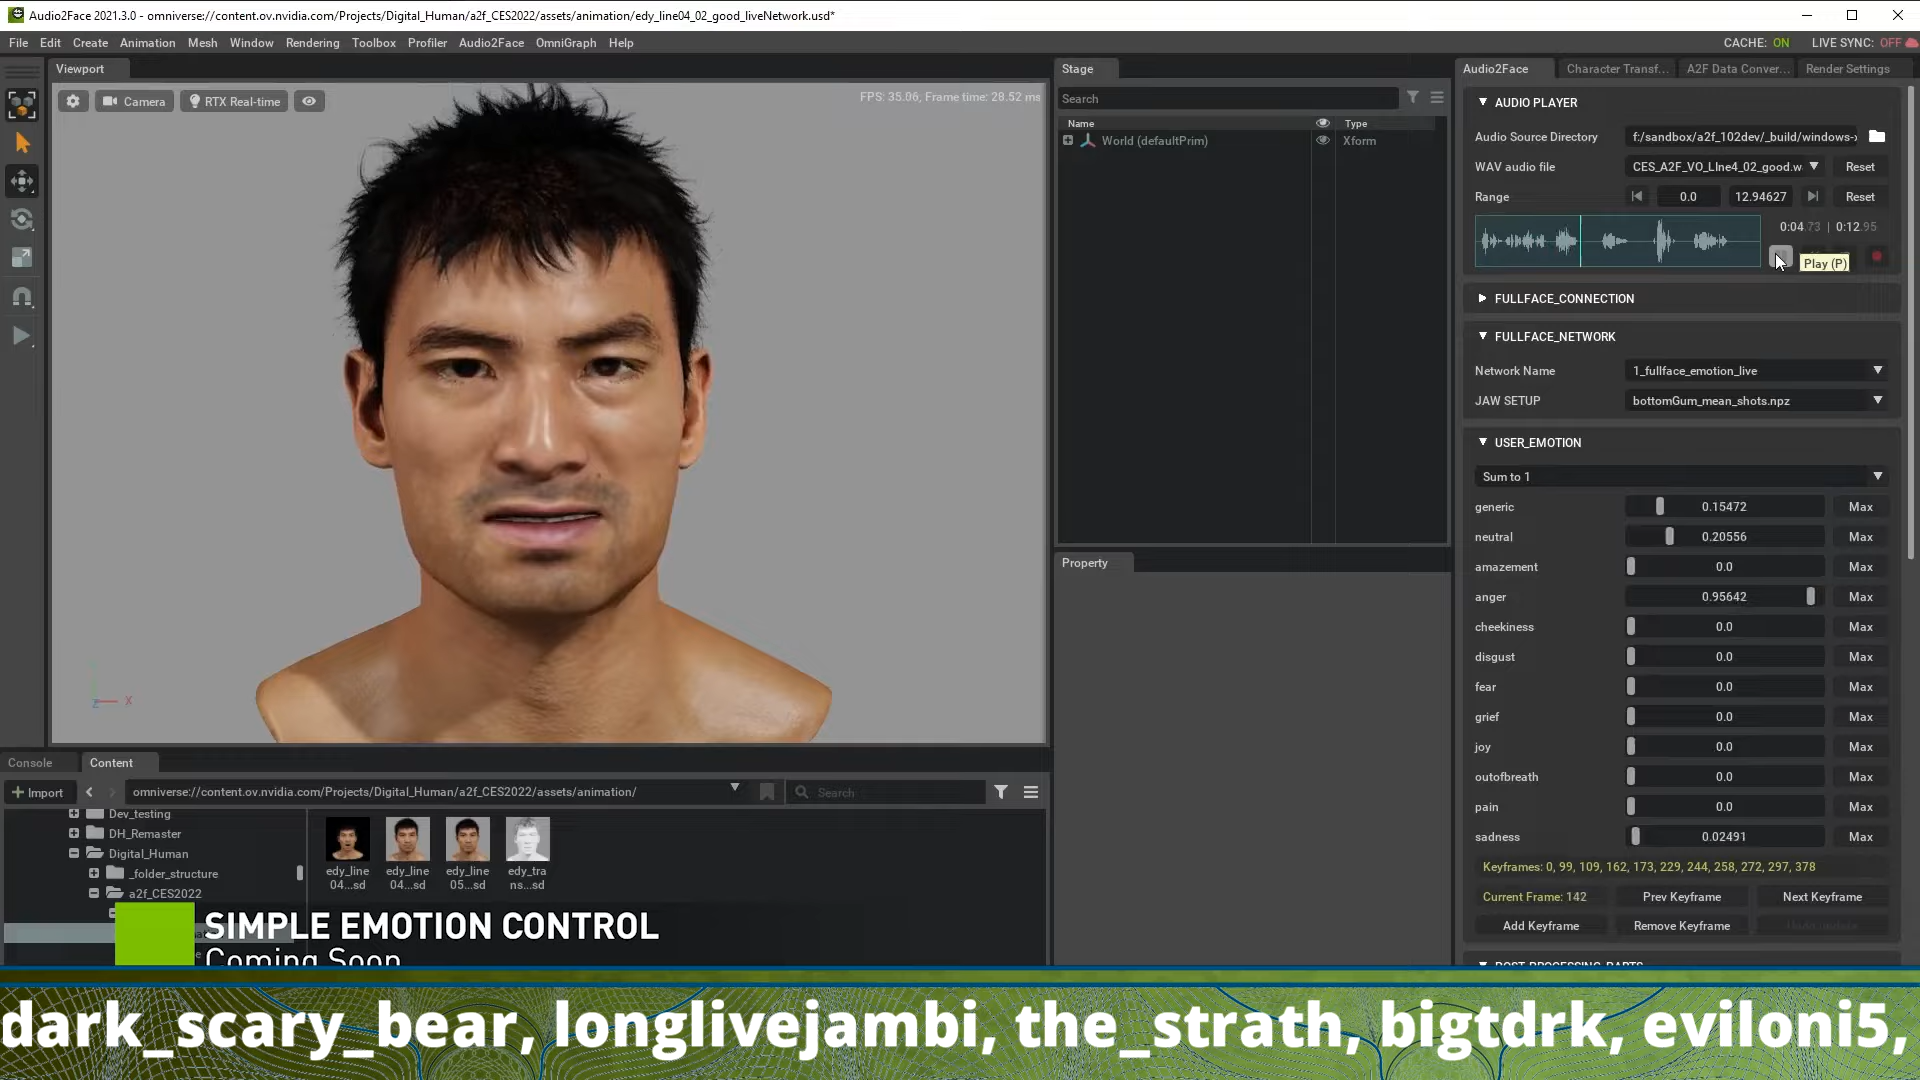 Audio2Face 2021.3.0 - omniverse://content.ov.nvidia.com/Projects/Digital_Human/a2f_CES2022/assets/animation/edy_line04_02_good_liveNetwork.usd*
File Edit Create Animation Mesh Window Rendering Toolbox Profiler Audio2Face OmniGraph Help
CACHE: ON LIVE SYNC: OFF
Viewport
Camera
RTX Real-time
FPS: 35.06, Frame time: 28.52 ms
X
Z
Stage
Search
Name Type
World (defaultPrim) Xform
Property
Audio2Face Character Transf... A2F Data Conver... Render Settings
AUDIO PLAYER
Audio Source Directory f:/sandbox/a2f_102dev/_build/windows-x
WAV audio file CES_A2F_VO_LIne4_02_good.w Reset
Range 0.0 12.94627 Reset
0:04.73 | 0:12.95
Play (P)
FULLFACE_CONNECTION
FULLFACE_NETWORK
Network Name 1_fullface_emotion_live
JAW SETUP bottomGum_mean_shots.npz
USER_EMOTION
Sum to 1
generic 0.15472 Max
neutral 0.20556 Max
amazement 0.0 Max
anger 0.95642 Max
cheekiness 0.0 Max
disgust 0.0 Max
fear 0.0 Max
grief 0.0 Max
joy 0.0 Max
outofbreath 0.0 Max
pain 0.0 Max
sadness 0.02491 Max
Keyframes: 0, 99, 109, 162, 173, 229, 244, 258, 272, 297, 378
Current Frame: 142 Prev Keyframe Next Keyframe
Add Keyframe Remove Keyframe
POST-PROCESSING PARTS
Console Content
Import
omniverse://content.ov.nvidia.com/Projects/Digital_Human/a2f_CES2022/assets/animation/
Search
Dev_testing
DH_Remaster
Digital_Human
_folder_structure
a2f_CES2022
edy_line 04...sd
edy_line 04...sd
edy_line 05...sd
edy_tra ns...sd
SIMPLE EMOTION CONTROL
Coming Soon
dark_scary_bear, longlivejambi, the_strath, bigtdrk, eviloni5,